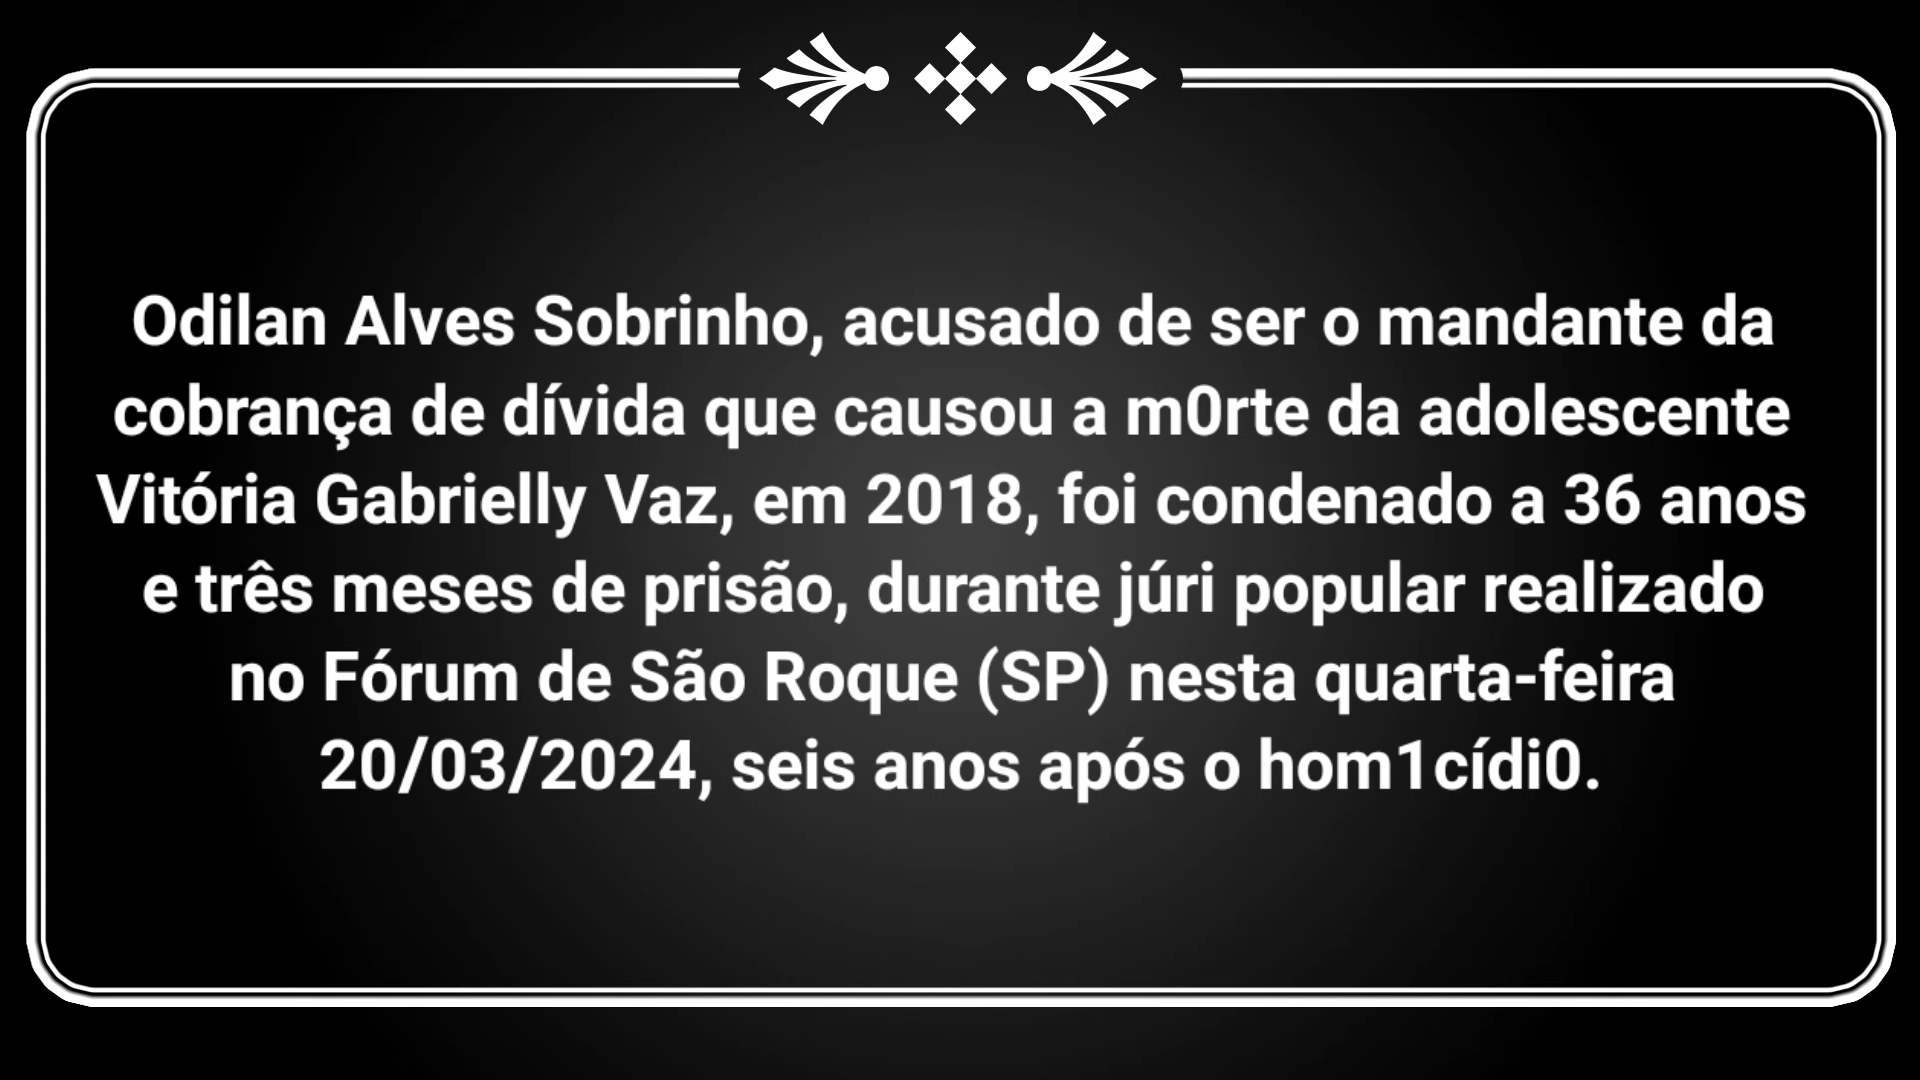 Odilan Alves Sobrinho, acusado de ser o mandante da
cobrança de dívida que causou a m0rte da adolescente
Vitória Gabrielly Vaz, em 2018, foi condenado a 36 anos
e três meses de prisão, durante júri popular realizado
no Fórum de São Roque (SP) nesta quarta-feira
20/03/2024, seis anos após o hom1cídi0.